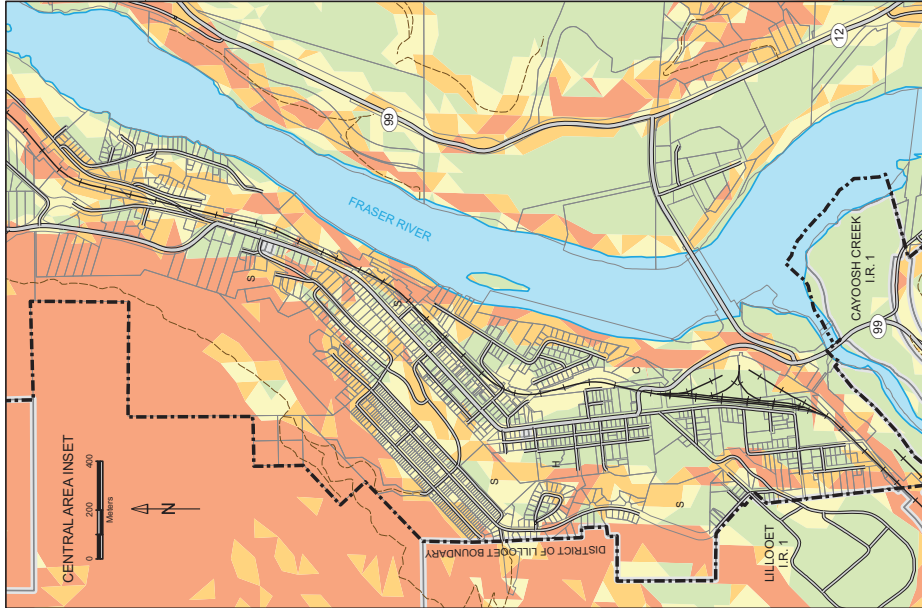 CENTRAL AREA INSET
0 200 400
Meters
N
FRASER RIVER
99
12
99
CAYOOSH CREEK
I.R. 1
LILLOOET
I.R. 1
DISTRICT OF LILLOOET BOUNDARY
S
S
S
S
H
C